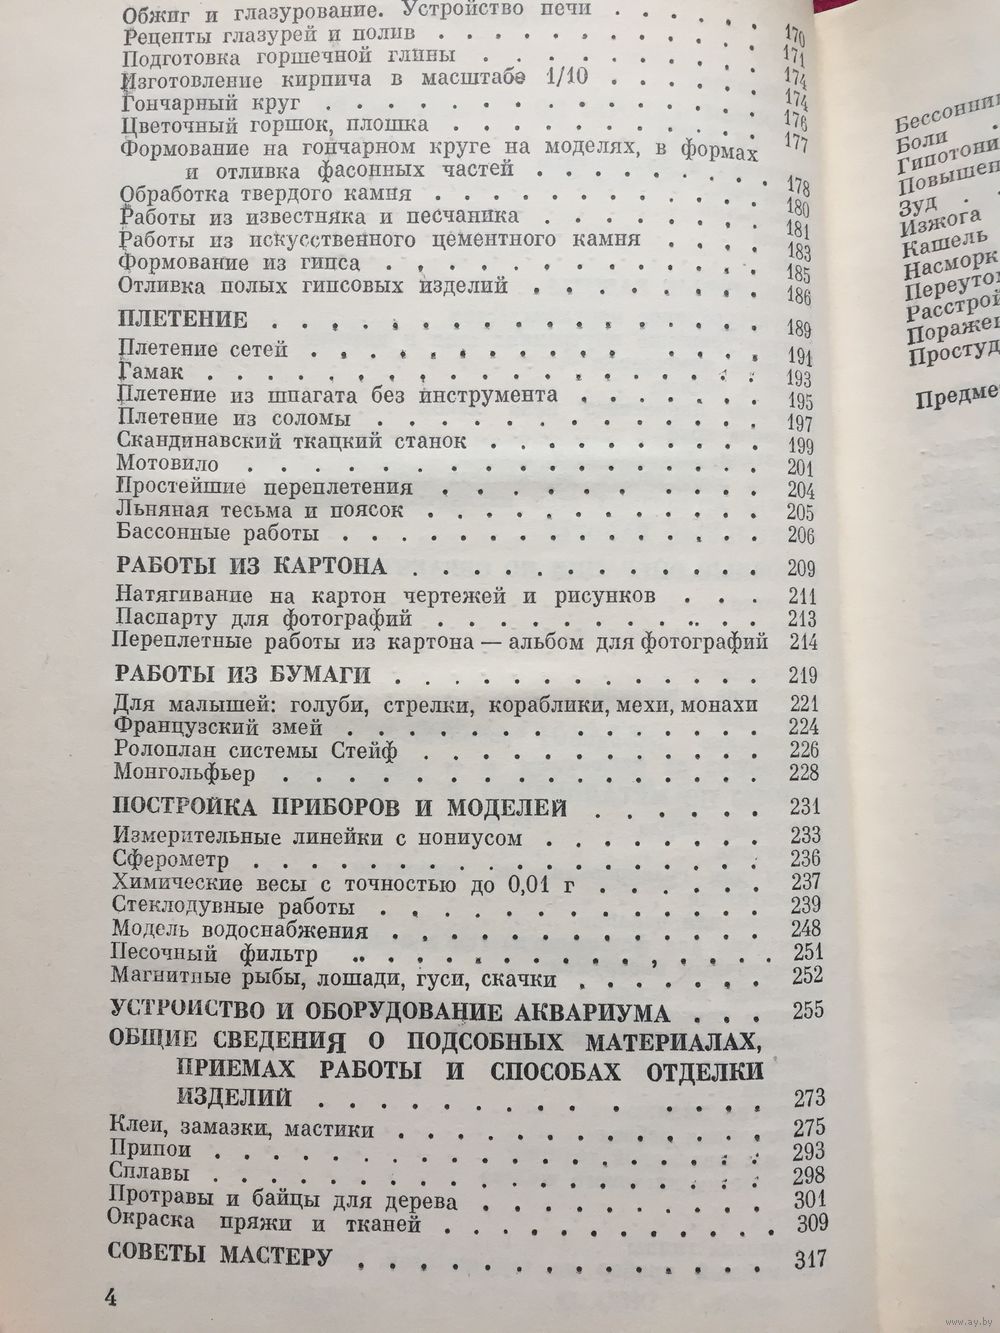 Обжиг и глазурование. Устройство печи . . . . . . 170
Рецепты глазурей и полив . . . . . . . . . . . . 171
Подготовка горшечной глины . . . . . . . . . . . 174
Изготовление кирпича в масштабе 1/10 . . . . . . 174
Гончарный круг . . . . . . . . . . . . . . . . . 176
Цветочный горшок, плошка . . . . . . . . . . . . 177
Формование на гончарном круге на моделях, в формах
и отливка фасонных частей . . . . . . . . . 178
Обработка твердого камня . . . . . . . . . . . . 180
Работы из известняка и песчаника . . . . . . . . 181
Работы из искусственного цементного камня . . . . 183
Формование из гипса . . . . . . . . . . . . . . . 185
Отливка полых гипсовых изделий . . . . . . . . . 186
ПЛЕТЕНИЕ . . . . . . . . . . . . . . . . . 189
Плетение сетей . . . . . . . . . . . . . . . . 191
Гамак . . . . . . . . . . . . . . . . . . . . 193
Плетение из шпагата без инструмента . . . . . . . 195
Плетение из соломы . . . . . . . . . . . . . . 197
Скандинавский ткацкий станок . . . . . . . . . . 199
Мотовило . . . . . . . . . . . . . . . . . . 201
Простейшие переплетения . . . . . . . . . . . 204
Льняная тесьма и поясок . . . . . . . . . . . . 205
Бассонные работы . . . . . . . . . . . . . . . 206
РАБОТЫ ИЗ КАРТОНА . . . . . . . . . . . . 209
Натягивание на картон чертежей и рисунков . . . 211
Паспарту для фотографий . . . . . . . . . . . 213
Переплетные работы из картона — альбом для фотографий 214
РАБОТЫ ИЗ БУМАГИ . . . . . . . . . . . . 219
Для малышей: голуби, стрелки, кораблики, мехи, монахи 221
Французский змей . . . . . . . . . . . . . . . 224
Ролоплан системы Стейф . . . . . . . . . . . . 226
Монгольфьер . . . . . . . . . . . . . . . . . 228
ПОСТРОЙКА ПРИБОРОВ И МОДЕЛЕЙ . . . . . . 231
Измерительные линейки с нониусом . . . . . . . . 233
Сферометр . . . . . . . . . . . . . . . . . . 236
Химические весы с точностью до 0,01 г . . . . . . 237
Стеклодувные работы . . . . . . . . . . . . . 239
Модель водоснабжения . . . . . . . . . . . . . 248
Песочный фильтр . . . . . . . . . . . . . . . 251
Магнитные рыбы, лошади, гуси, скачки . . . . . . 252
УСТРОЙСТВО И ОБОРУДОВАНИЕ АКВАРИУМА . . . 255
ОБЩИЕ СВЕДЕНИЯ О ПОДСОБНЫХ МАТЕРИАЛАХ,
ПРИЕМАХ РАБОТЫ И СПОСОБАХ ОТДЕЛКИ
ИЗДЕЛИЙ . . . . . . . . . . . . . . . . 273
Клеи, замазки, мастики . . . . . . . . . . . . . 275
Припои . . . . . . . . . . . . . . . . . . . . 293
Сплавы . . . . . . . . . . . . . . . . . . . . 298
Протравы и байцы для дерева . . . . . . . . . . 301
Окраска пряжи и тканей . . . . . . . . . . . . . 309
СОВЕТЫ МАСТЕРУ . . . . . . . . . . . . . . 317
4
Боли
Зуд
Изжога
Кашель
Насморк
www.ay.by